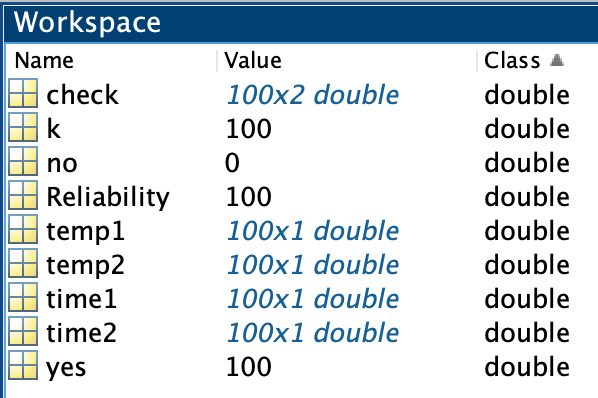 Workspace
Name Value Class
check 100x2 double double
k 100 double
no 0 double
Reliability 100 double
temp1 100x1 double double
temp2 100x1 double double
time1 100x1 double double
time2 100x1 double double
yes 100 double